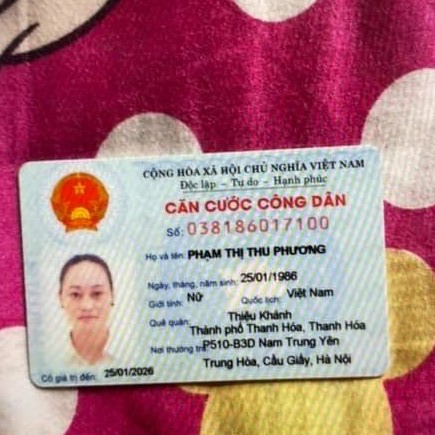 CỘNG HÒA XÃ HỘI CHỦ NGHĨA VIỆT NAM
Độc lập - Tự do - Hạnh phúc
CĂN CƯỚC CÔNG DÂN
Số: 038186017100
Họ và tên: PHẠM THỊ THU PHƯƠNG
Ngày, tháng, năm sinh: 25/01/1986
Giới tính: Nữ Quốc tịch: Việt Nam
Quê quán: Thiệu Khánh
Thành phố Thanh Hóa, Thanh Hóa
Nơi thường trú: P510-B3D Nam Trung Yên
Trung Hòa, Cầu Giấy, Hà Nội
Có giá trị đến: 25/01/2026